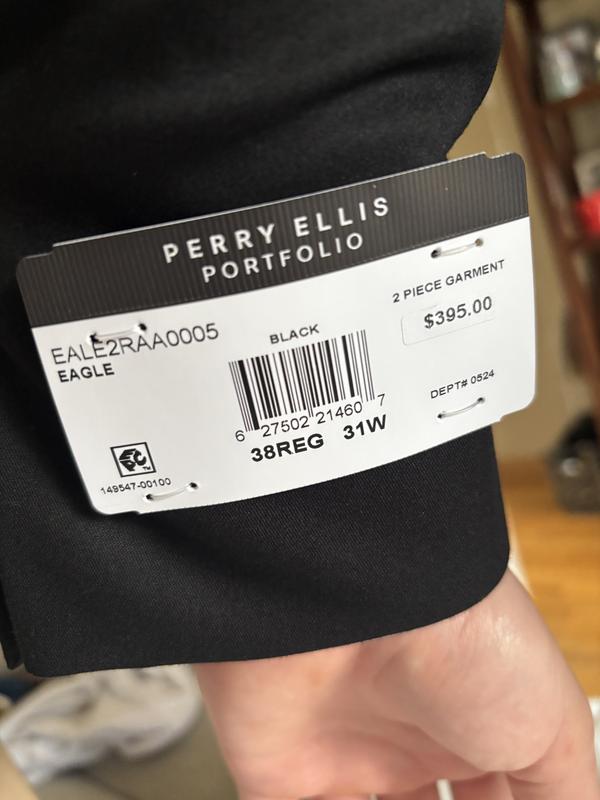 PERRY ELLIS
PORTFOLIO
2 PIECE GARMENT
$395.00
EALE2RAA0005
EAGLE
BLACK
6 27502 21460 7
38REG 31W
DEPT# 0524
149547-00100